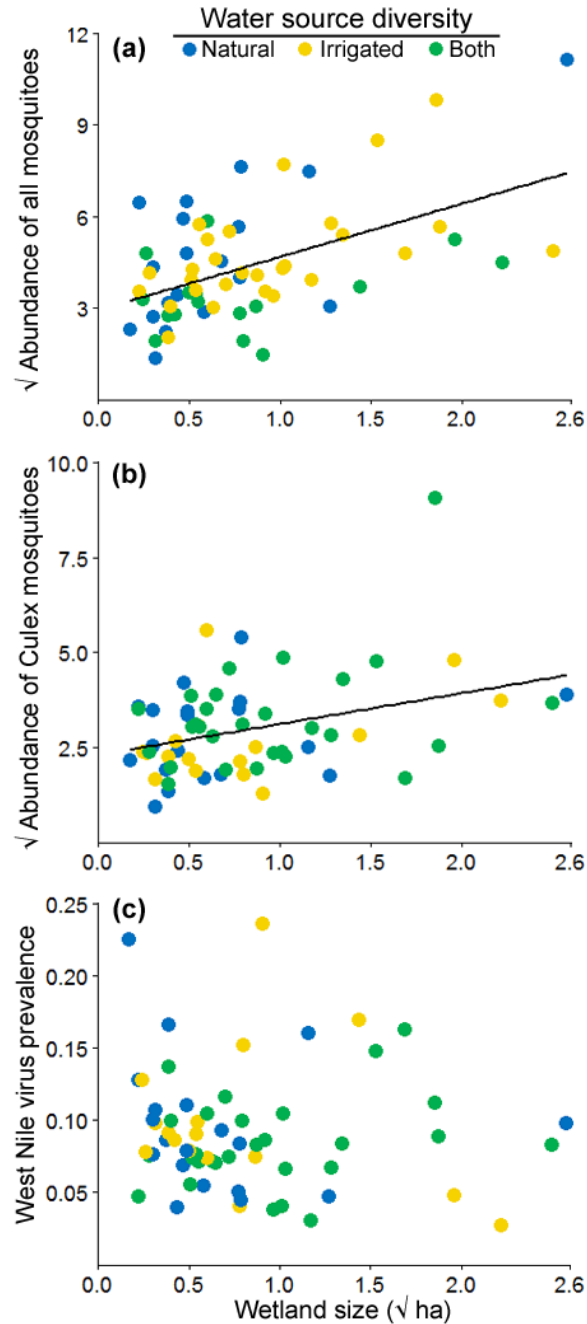 Water source diversity
(a) Natural Irrigated Both
12
9
6
3
√ Abundance of all mosquitoes
0.0 0.5 1.0 1.5 2.0 2.6
(b)
10.0
7.5
5.0
2.5
√ Abundance of Culex mosquitoes
0.0 0.5 1.0 1.5 2.0 2.6
(c)
0.25
0.20
0.15
0.10
0.05
West Nile virus prevalence
0.0 0.5 1.0 1.5 2.0 2.6
Wetland size (√ ha)